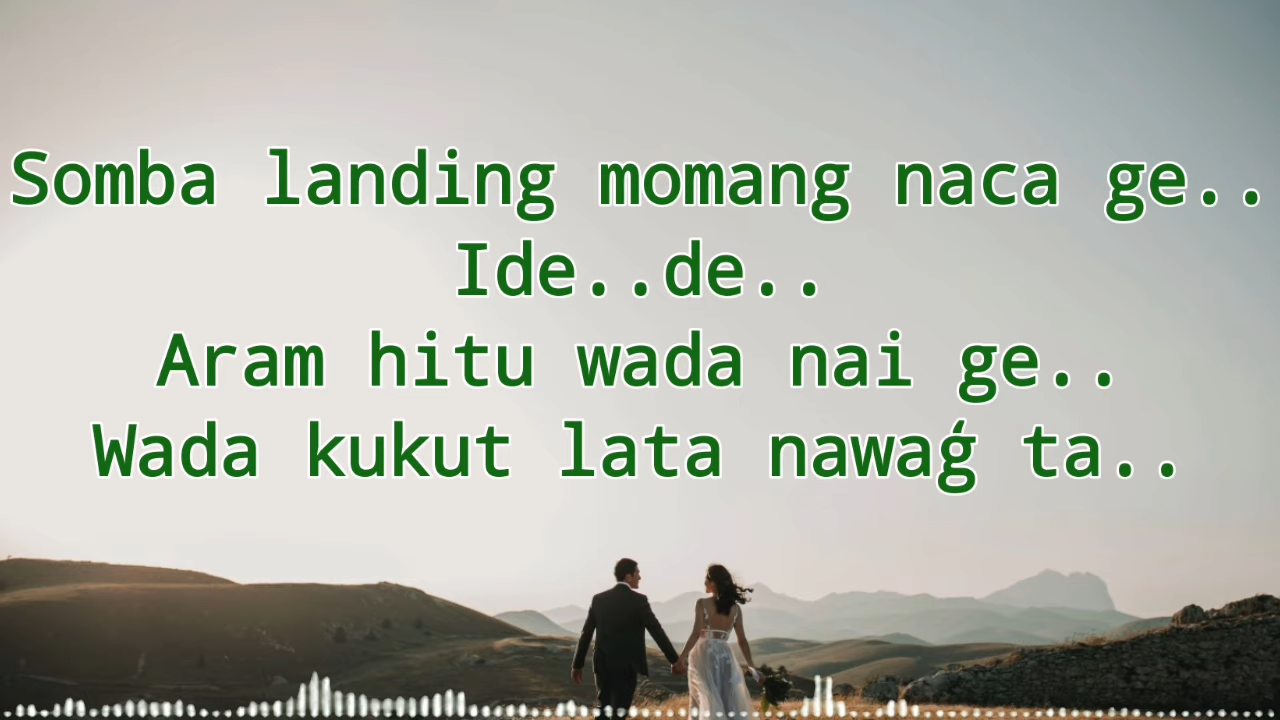 Somba landing momang naca ge..
Ide..de..
Aram hitu wada nai ge..
Wada kukut lata nawaǵ ta..